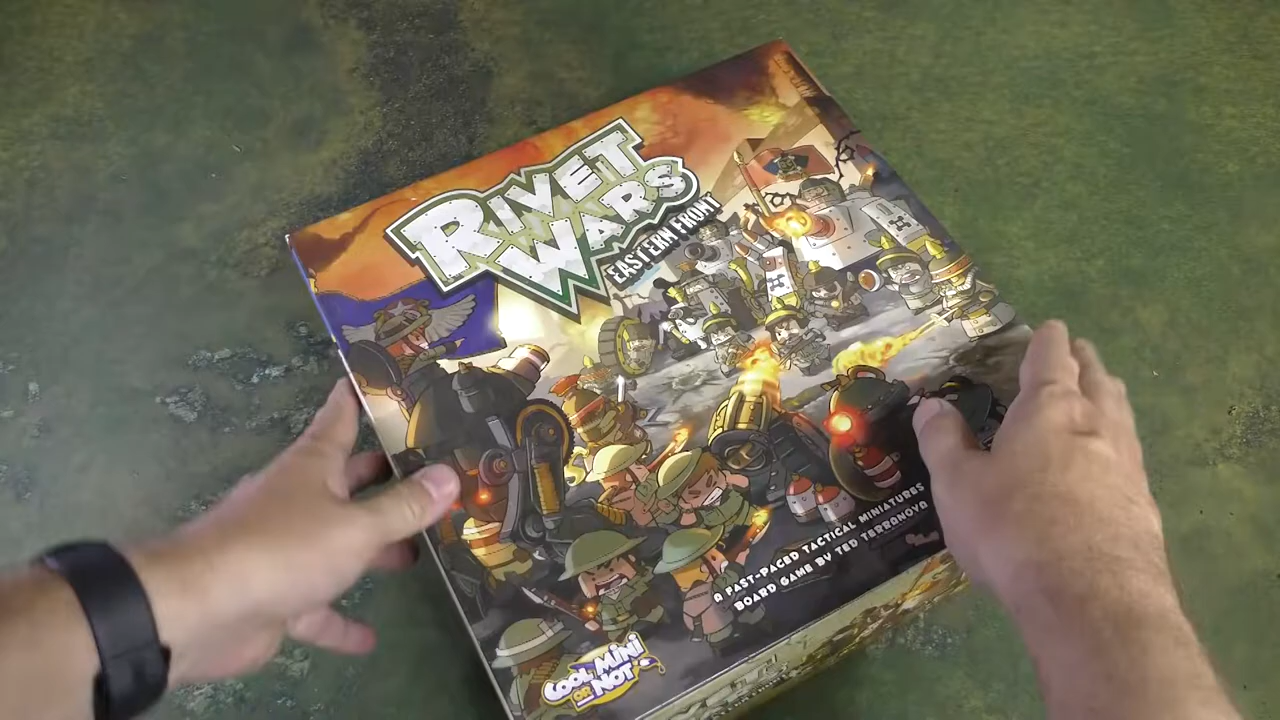 RIVET
WARS
EASTERN FRONT
A FAST-PACED TACTICAL MINIATURES
BOARD GAME BY TED TERRANOVA
COOL MINI
OR NOT